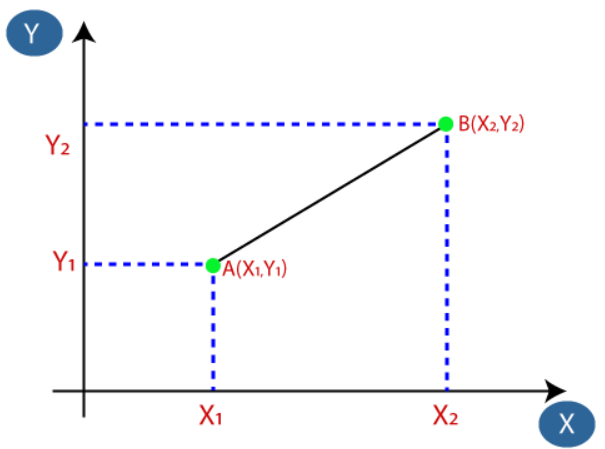 Y
B(X₂,Y₂)
Y₂
Y₁
A(X₁,Y₁)
X₁
X₂
X